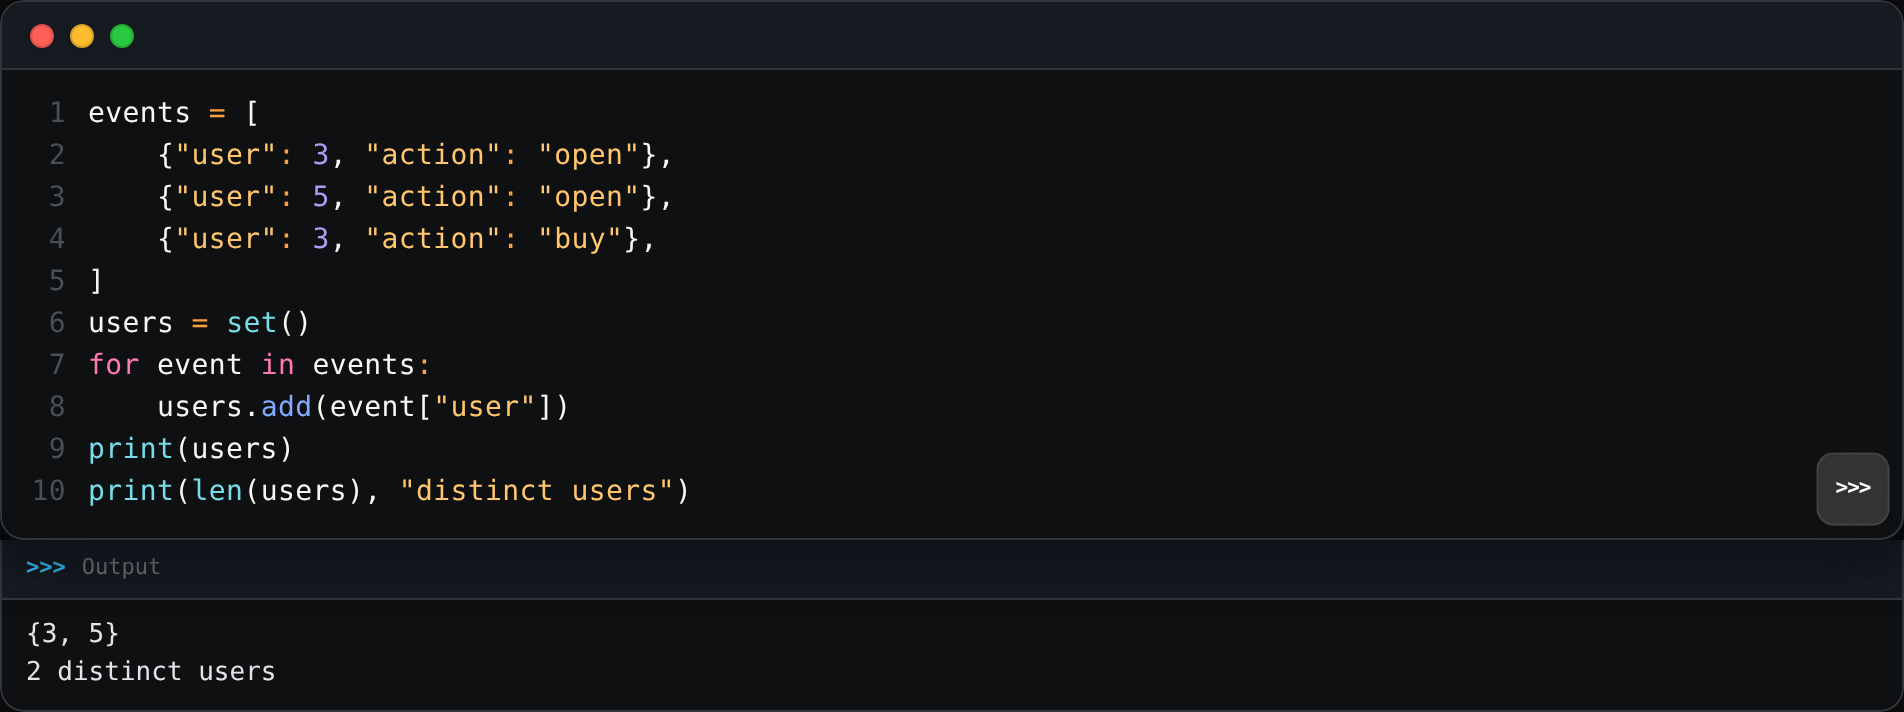 1 events = [
2     {"user": 3, "action": "open"},
3     {"user": 5, "action": "open"},
4     {"user": 3, "action": "buy"},
5 ]
6 users = set()
7 for event in events:
8     users.add(event["user"])
9 print(users)
10 print(len(users), "distinct users")
>>>
>>> Output
{3, 5}
2 distinct users